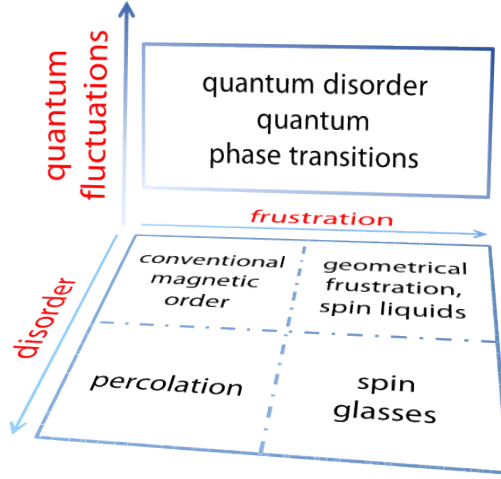 quantum
fluctuations
quantum disorder
quantum
phase transitions
frustration
disorder
conventional
magnetic
order
geometrical
frustration,
spin liquids
percolation
spin
glasses